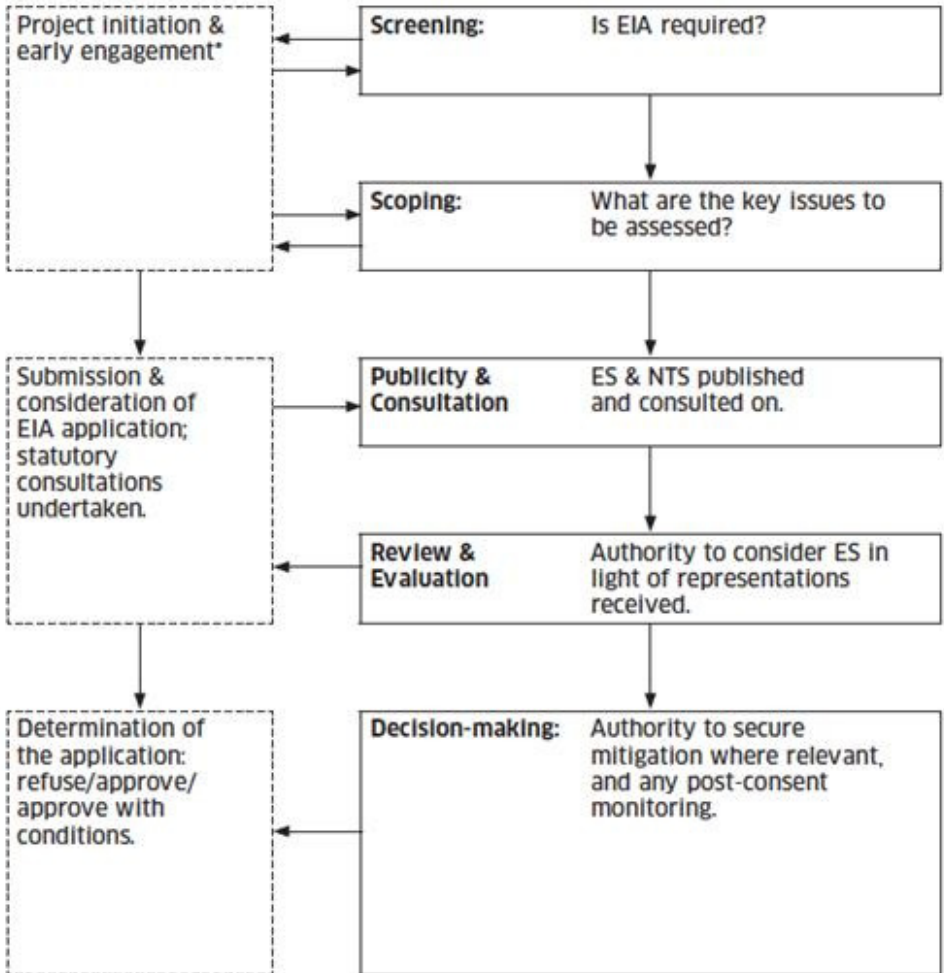 Project initiation &
early engagement*
Screening: Is EIA required?
Scoping: What are the key issues to
be assessed?
Submission &
consideration of
EIA application;
statutory
consultations
undertaken.
Publicity & ES & NTS published
Consultation and consulted on.
Review & Authority to consider ES in
Evaluation light of representations
received.
Determination of
the application:
refuse/approve/
approve with
conditions.
Decision-making: Authority to secure
mitigation where relevant,
and any post-consent
monitoring.